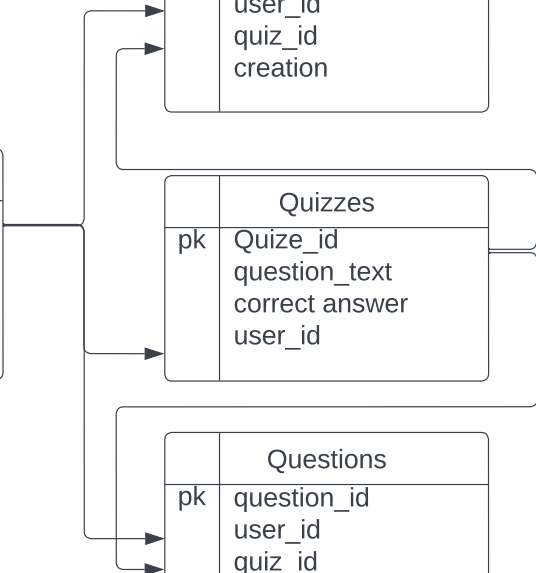 user_id
quiz_id
creation
Quizzes
pk Quize_id
question_text
correct answer
user_id
Questions
pk question_id
user_id
quiz_id